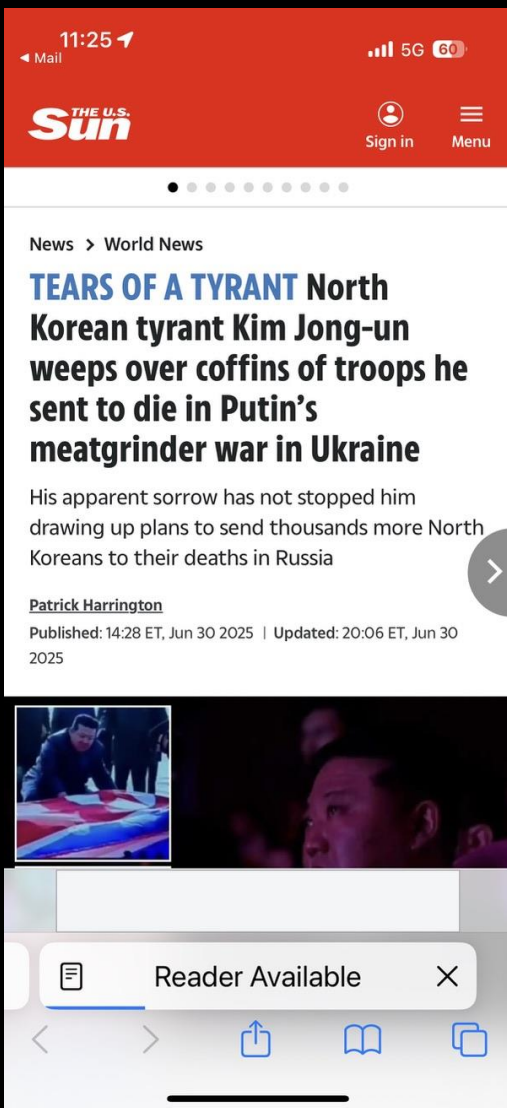 11:25
◄ Mail
5G 60
THE U.S.
Sun
Sign in
Menu
News > World News
TEARS OF A TYRANT North
Korean tyrant Kim Jong-un
weeps over coffins of troops he
sent to die in Putin’s
meatgrinder war in Ukraine
His apparent sorrow has not stopped him
drawing up plans to send thousands more North
Koreans to their deaths in Russia
Patrick Harrington
Published: 14:28 ET, Jun 30 2025 | Updated: 20:06 ET, Jun 30
2025
Reader Available